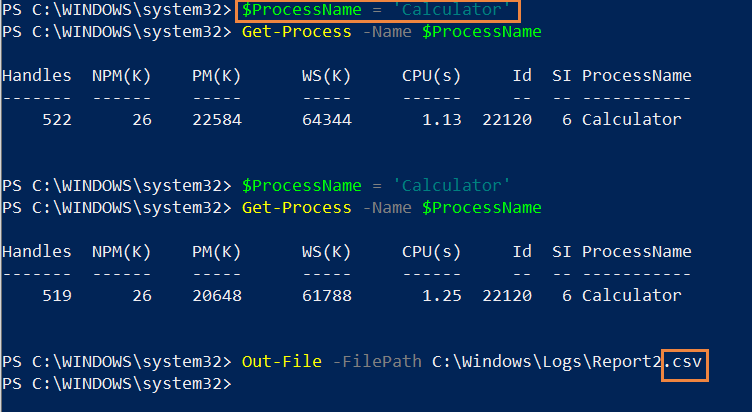 PS C:\WINDOWS\system32> $ProcessName = 'Calculator'
PS C:\WINDOWS\system32> Get-Process -Name $ProcessName
Handles NPM(K) PM(K) WS(K) CPU(s) Id SI ProcessName
------- ------ ----- ----- ------ -- -- -----------
522 26 22584 64344 1.13 22120 6 Calculator
PS C:\WINDOWS\system32> $ProcessName = 'Calculator'
PS C:\WINDOWS\system32> Get-Process -Name $ProcessName
Handles NPM(K) PM(K) WS(K) CPU(s) Id SI ProcessName
------- ------ ----- ----- ------ -- -- -----------
519 26 20648 61788 1.25 22120 6 Calculator
PS C:\WINDOWS\system32> Out-File -FilePath C:\Windows\Logs\Report2.csv
PS C:\WINDOWS\system32>